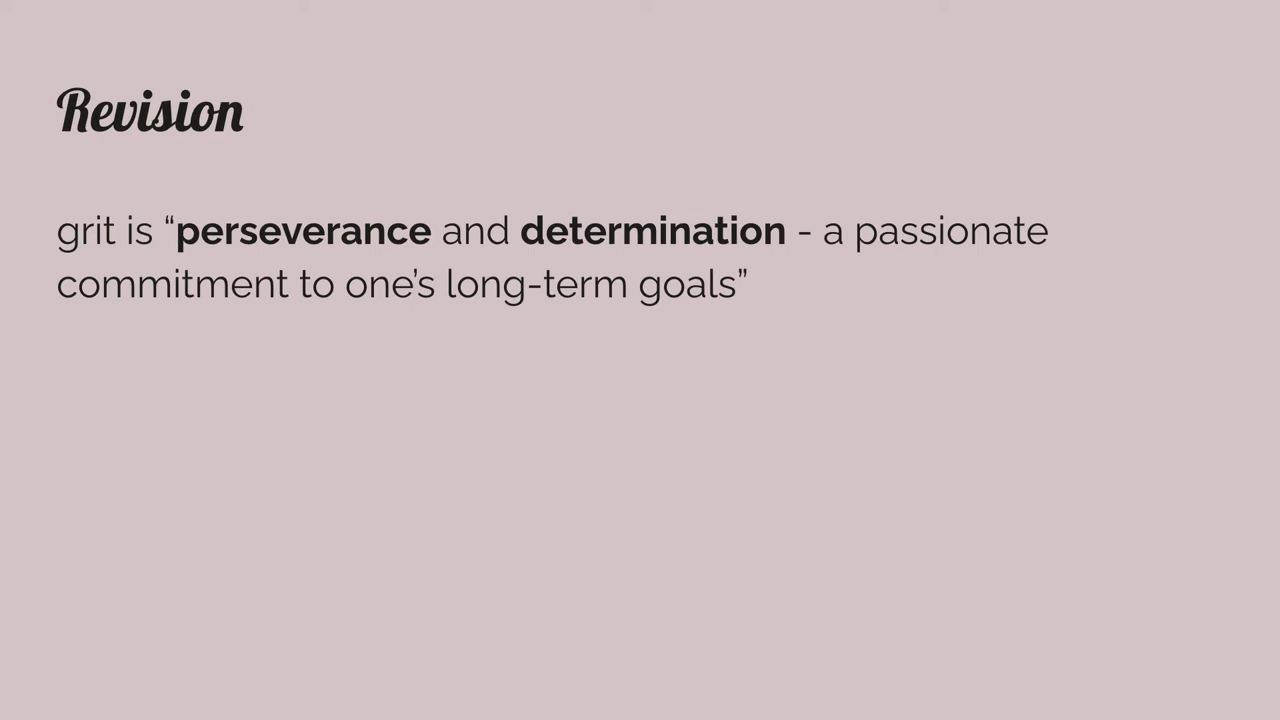 Revision
grit is “perseverance and determination - a passionate
commitment to one’s long-term goals”